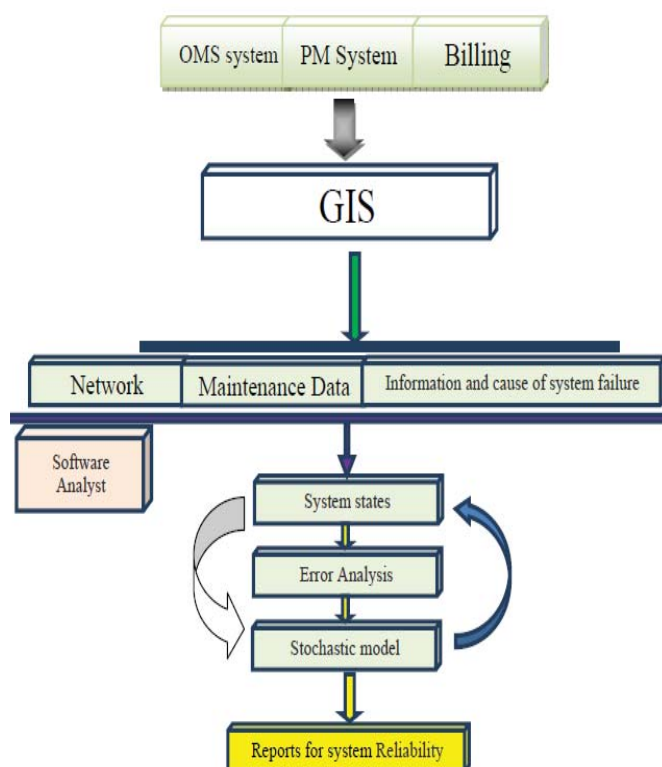 OMS system PM System Billing
GIS
Network Maintenance Data Information and cause of system failure
Software
Analyst
System states
Error Analysis
Stochastic model
Reports for system Reliability